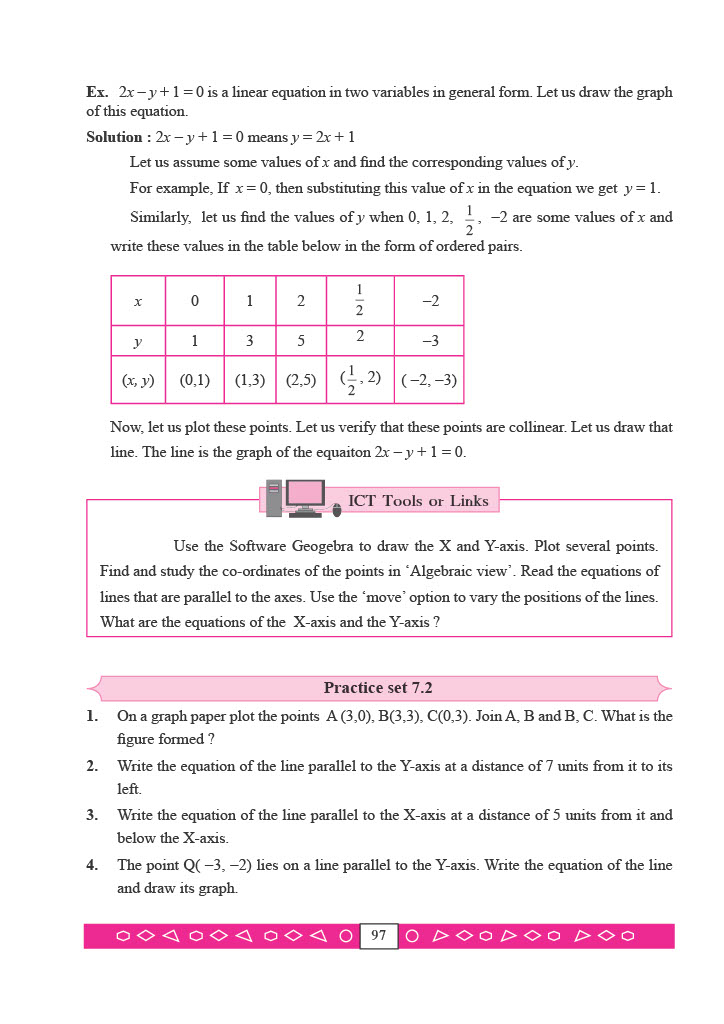 Ex. 2x – y + 1 = 0 is a linear equation in two variables in general form. Let us draw the graph
of this equation.
Solution : 2x – y + 1 = 0 means y = 2x + 1
Let us assume some values of x and find the corresponding values of y.
For example, If x = 0, then substituting this value of x in the equation we get y = 1.
Similarly, let us find the values of y when 0, 1, 2, 1/2, –2 are some values of x and
write these values in the table below in the form of ordered pairs.
x 0 1 2 1/2 –2
y 1 3 5 2 –3
(x, y) (0,1) (1,3) (2,5) (1/2, 2) ( –2, –3)
Now, let us plot these points. Let us verify that these points are collinear. Let us draw that
line. The line is the graph of the equaiton 2x – y + 1 = 0.
ICT Tools or Links
Use the Software Geogebra to draw the X and Y-axis. Plot several points.
Find and study the co-ordinates of the points in ‘Algebraic view’. Read the equations of
lines that are parallel to the axes. Use the ‘move’ option to vary the positions of the lines.
What are the equations of the X-axis and the Y-axis ?
Practice set 7.2
1. On a graph paper plot the points A (3,0), B(3,3), C(0,3). Join A, B and B, C. What is the
figure formed ?
2. Write the equation of the line parallel to the Y-axis at a distance of 7 units from it to its
left.
3. Write the equation of the line parallel to the X-axis at a distance of 5 units from it and
below the X-axis.
4. The point Q( –3, –2) lies on a line parallel to the Y-axis. Write the equation of the line
and draw its graph.
97